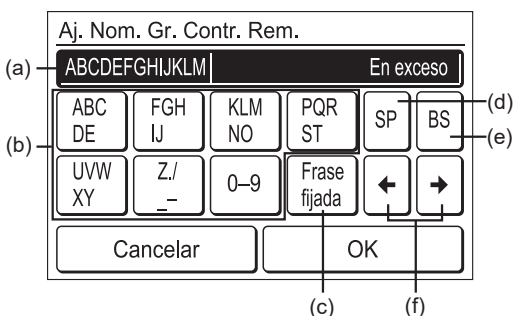 Aj. Nom. Gr. Contr. Rem.
(a) ABCDEFGHIJKLM En exceso
(b)
ABC DE
FGH IJ
KLM NO
PQR ST
SP
BS
(d)
(e)
UVW XY
Z./ _–
0–9
Frase fijada
Cancelar OK
(c) (f)